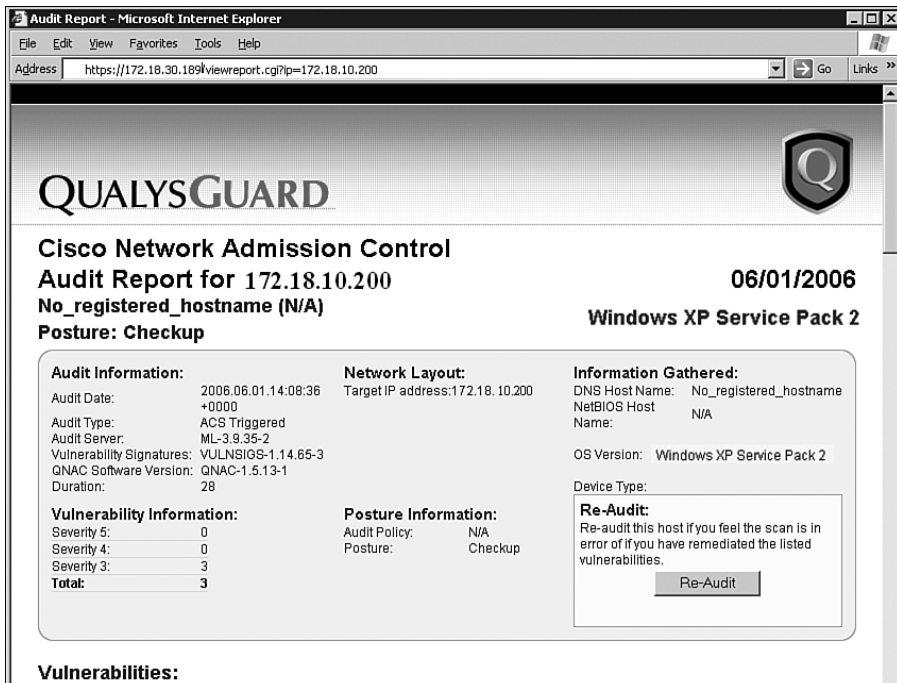 Audit Report - Microsoft Internet Explorer
File Edit View Favorites Tools Help
Address https://172.18.30.189/viewreport.cgi?ip=172.18.10.200 Go Links »
Q
QUALYSGUARD
Cisco Network Admission Control
Audit Report for 172.18.10.200 06/01/2006
No_registered_hostname (N/A)
Windows XP Service Pack 2
Posture: Checkup
Audit Information:
Audit Date: 2006.06.01.14:08:36
+0000
Audit Type: ACS Triggered
Audit Server: ML-3.9.35-2
Vulnerability Signatures: VULNSIGS-1.14.65-3
QNAC Software Version: QNAC-1.5.13-1
Duration: 28
Network Layout:
Target IP address:172.18.10.200
Information Gathered:
DNS Host Name: No_registered_hostname
NetBIOS Host
Name: N/A
OS Version: Windows XP Service Pack 2
Device Type:
Vulnerability Information:
Severity 5: 0
Severity 4: 0
Severity 3: 3
Total: 3
Posture Information:
Audit Policy: N/A
Posture: Checkup
Re-Audit:
Re-audit this host if you feel the scan is in
error of if you have remediated the listed
vulnerabilities.
Re-Audit
Vulnerabilities: